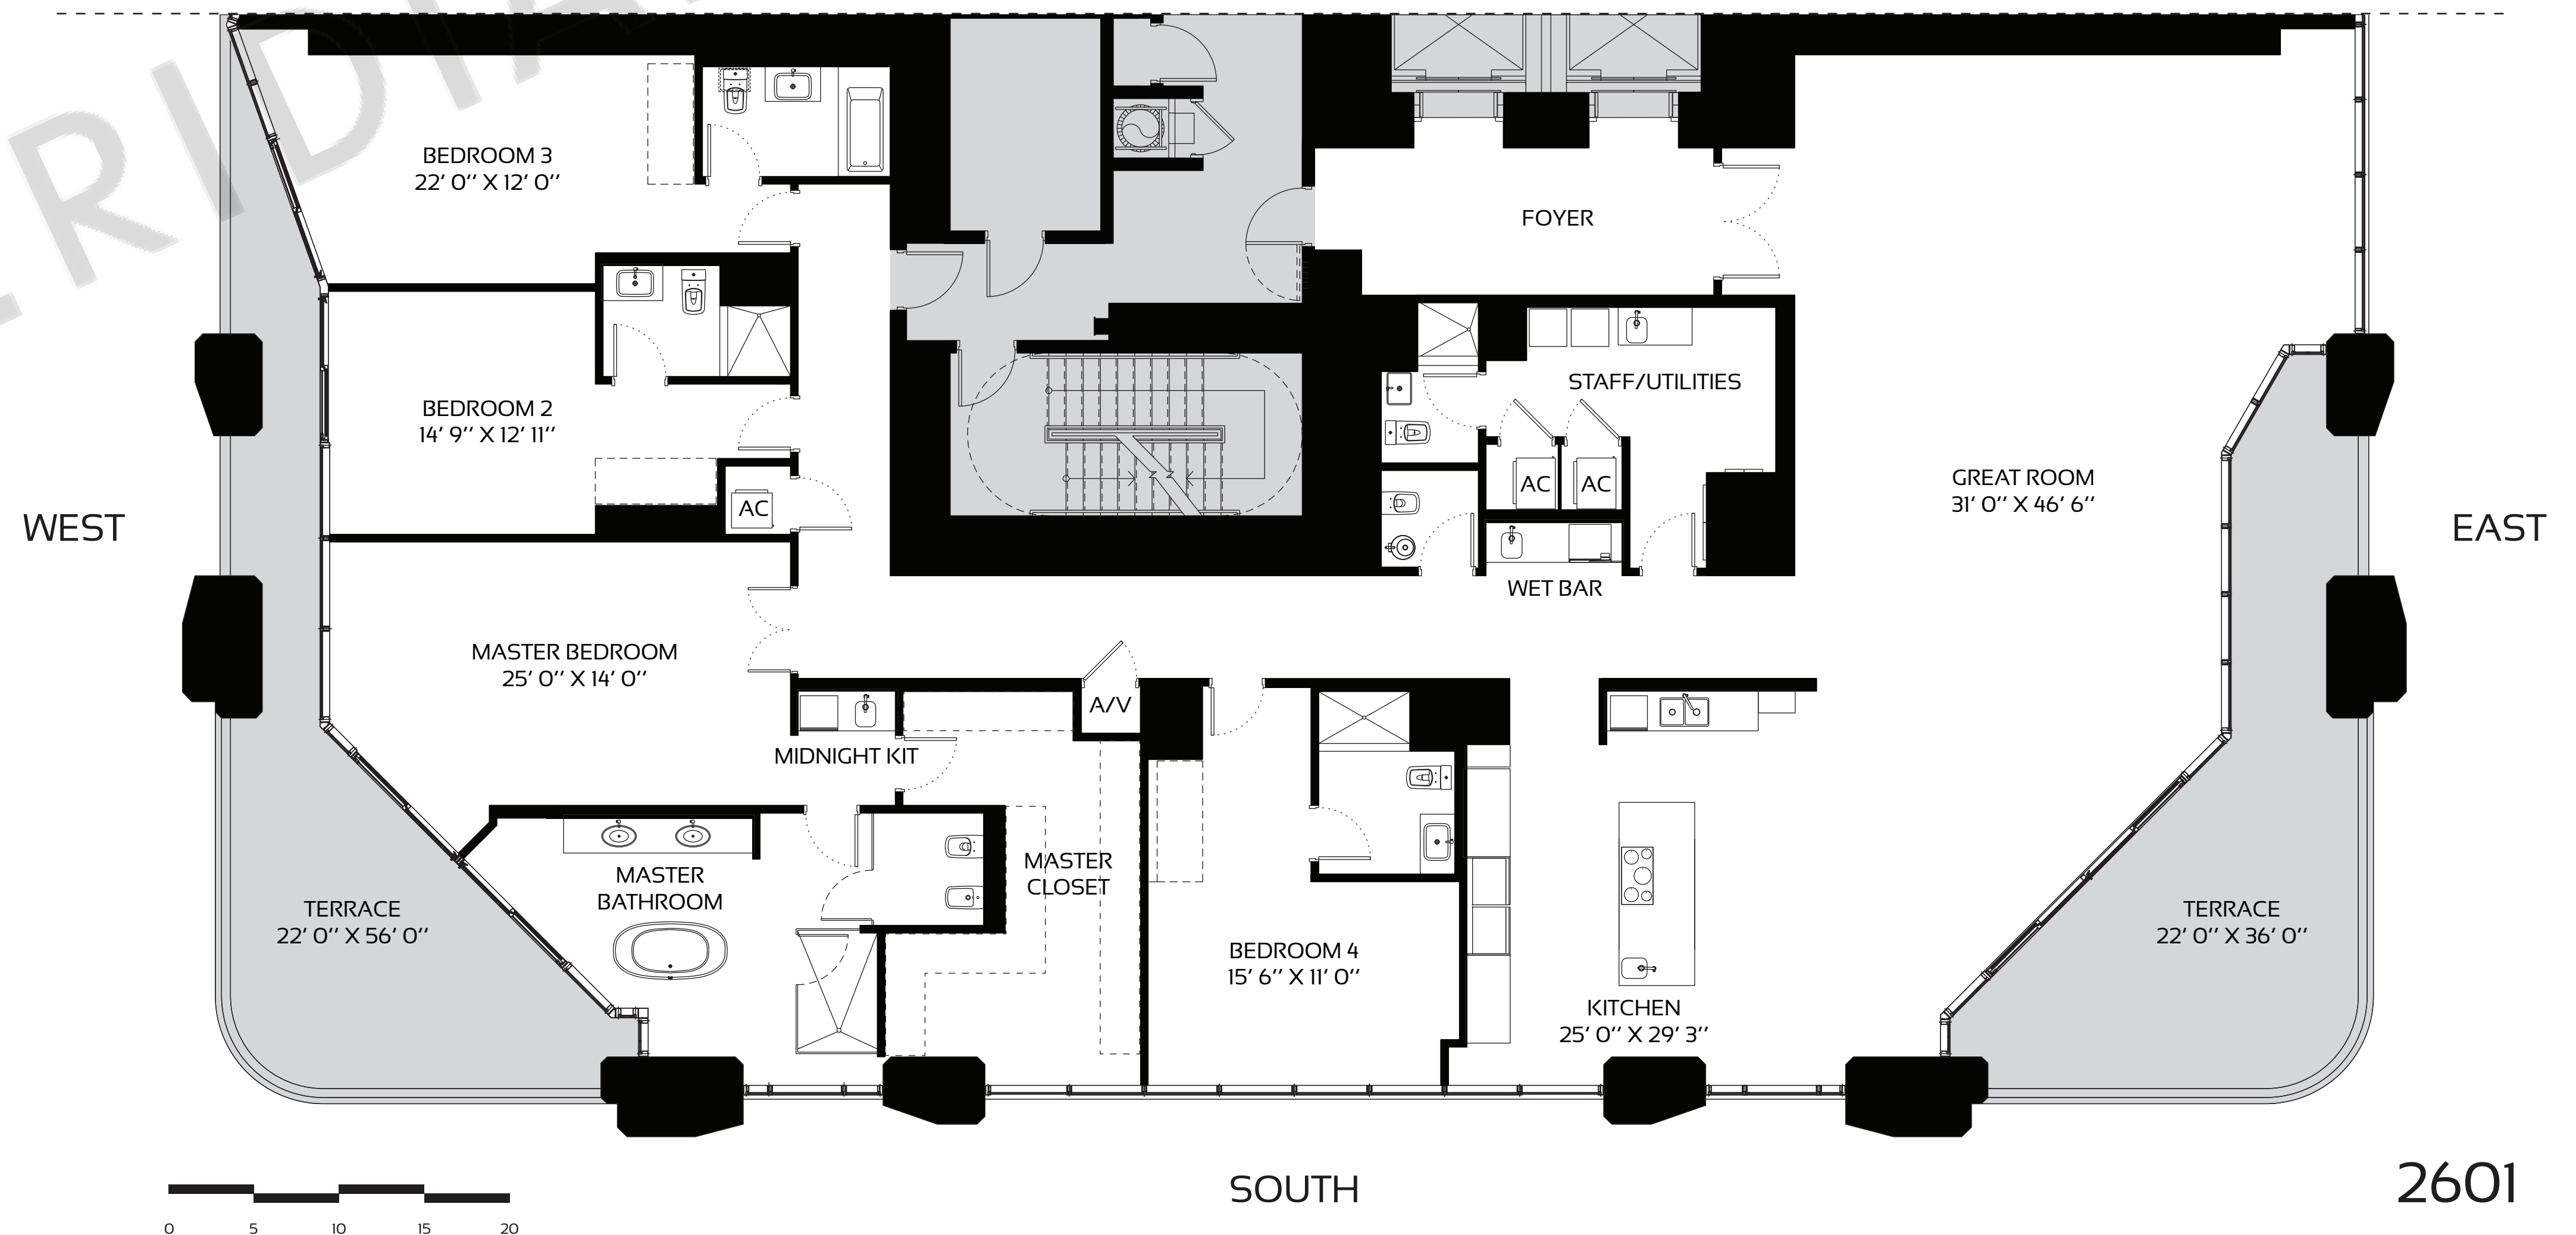 ERIDIA
BEDROOM 3
22' 0'' X 12' 0''
FOYER
BEDROOM 2
14' 9'' X 12' 11''
STAFF/UTILITIES
AC
AC
AC
GREAT ROOM
31' 0'' X 46' 6''
WEST
EAST
WET BAR
MASTER BEDROOM
25' 0'' X 14' 0''
A/V
MIDNIGHT KIT
MASTER
BATHROOM
MASTER
CLOSET
TERRACE
22' 0'' X 56' 0''
BEDROOM 4
15' 6'' X 11' 0''
TERRACE
22' 0'' X 36' 0''
KITCHEN
25' 0'' X 29' 3''
SOUTH
2601
0 5 10 15 20